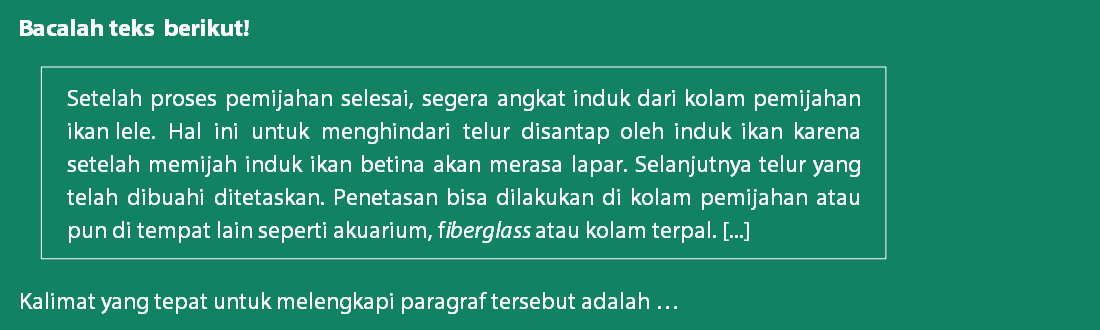 Bacalah teks berikut!
Setelah proses pemijahan selesai, segera angkat induk dari kolam pemijahan
ikan lele. Hal ini untuk menghindari telur disantap oleh induk ikan karena
setelah memijah induk ikan betina akan merasa lapar. Selanjutnya telur yang
telah dibuahi ditetaskan. Penetasan bisa dilakukan di kolam pemijahan atau
pun di tempat lain seperti akuarium, fiberglass atau kolam terpal. [...]
Kalimat yang tepat untuk melengkapi paragraf tersebut adalah ...